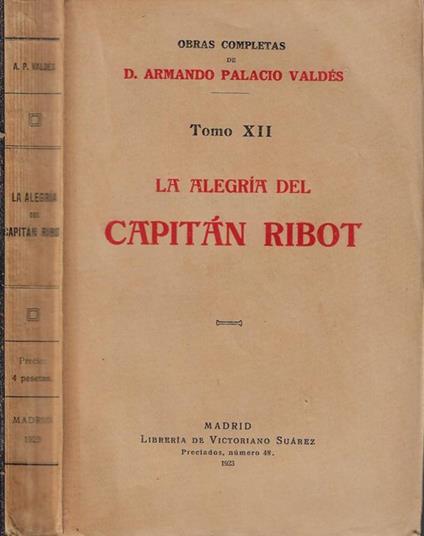 A. P. VALDES
LA ALEGRÍA
DEL
CAPITÁN RIBOT
Precio:
4 pesetas.
MADRID
1923
OBRAS COMPLETAS
DE
D. ARMANDO PALACIO VALDÉS
Tomo XII
LA ALEGRÍA DEL
CAPITÁN RIBOT
MADRID
LIBRERÍA DE VICTORIANO SUÁREZ
Preciados, número 48.
1923